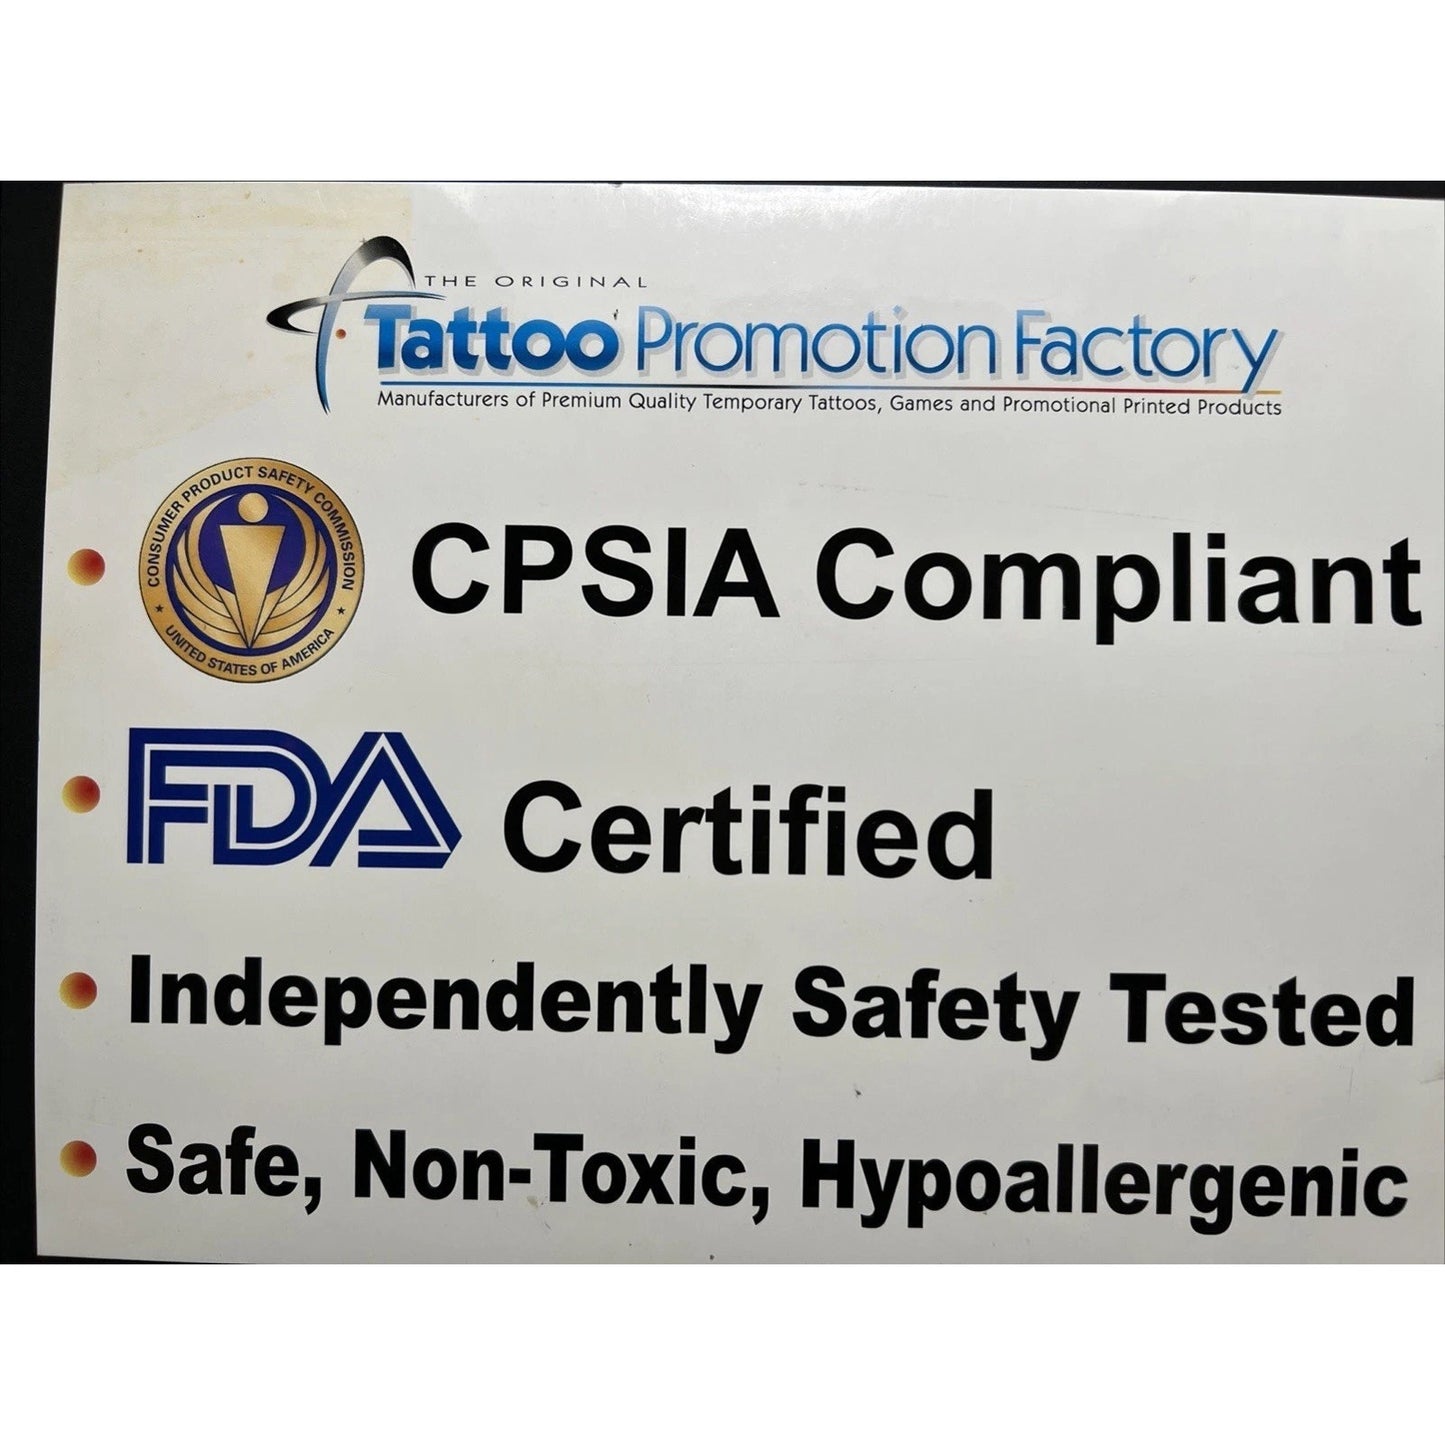 THE ORIGINAL
Tattoo Promotion Factory
Manufacturers of Premium Quality Temporary Tattoos, Games and Promotional Printed Products
CONSUMER PRODUCT SAFETY COMMISSION
★ UNITED STATES OF AMERICA ★
• CPSIA Compliant
• FDA Certified
• Independently Safety Tested
• Safe, Non-Toxic, Hypoallergenic